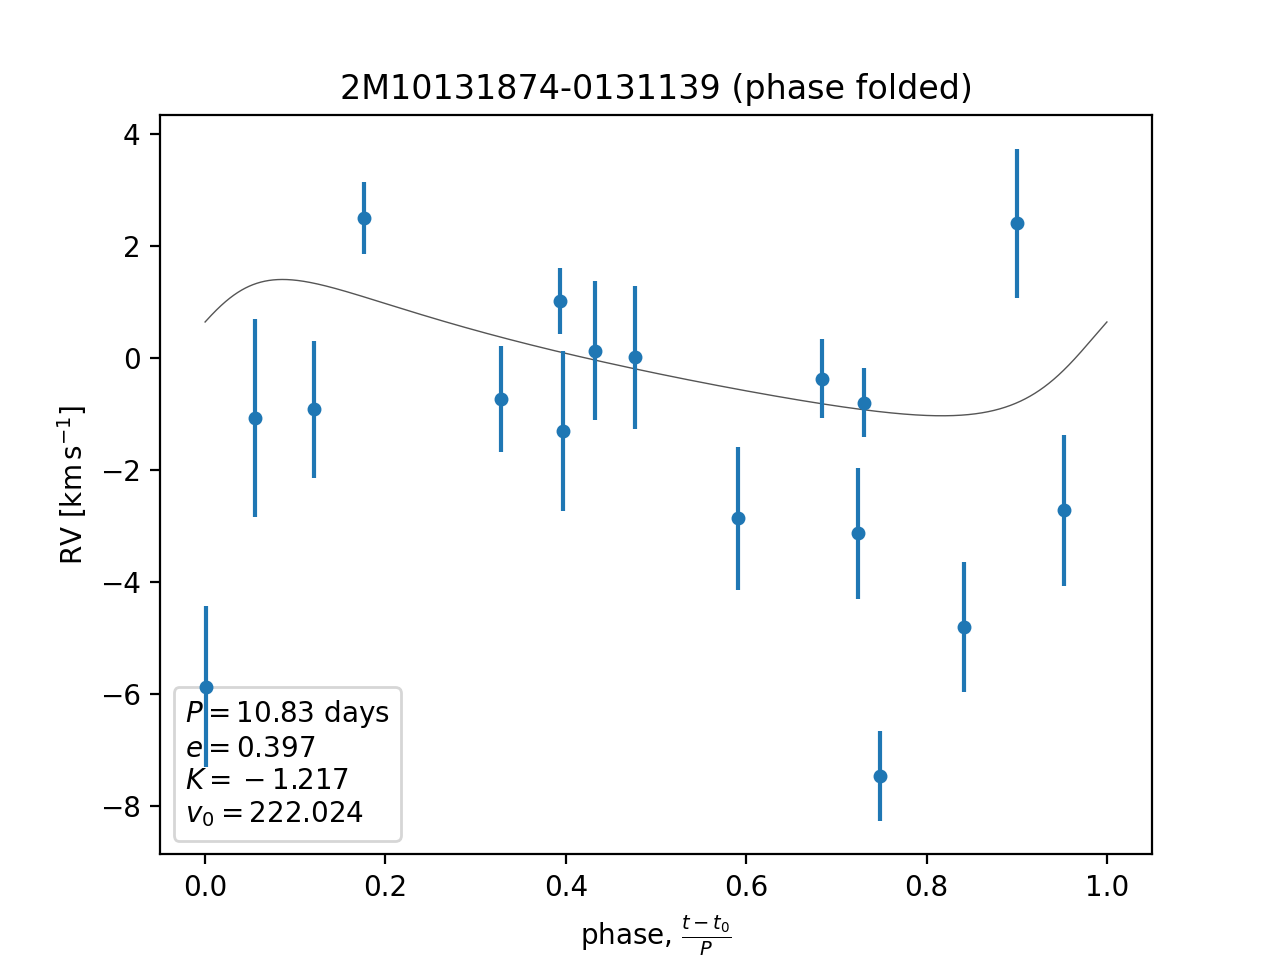 2M10131874-0131139 (phase folded)
RV [km s⁻¹]
4
2
0
−2
−4
−6
−8
P = 10.83 days
e = 0.397
K = −1.217
v₀ = 222.024
0.0 0.2 0.4 0.6 0.8 1.0
phase, (t − t₀)/P